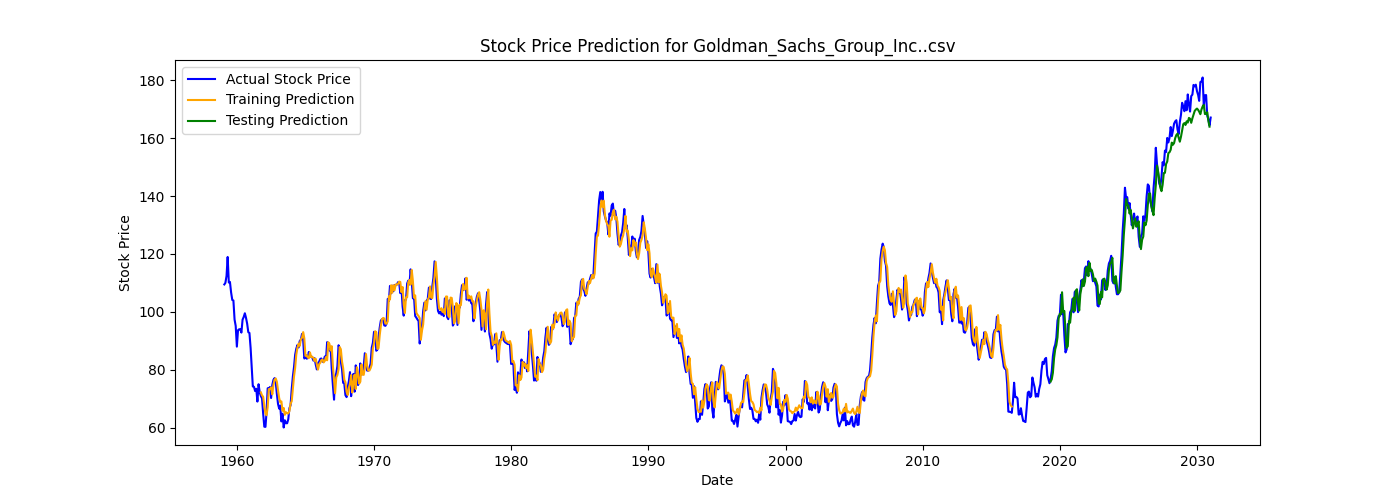 Stock Price Prediction for Goldman_Sachs_Group_Inc..csv
Actual Stock Price
Training Prediction
Testing Prediction
Stock Price
180
160
140
120
100
80
60
1960 1970 1980 1990 2000 2010 2020 2030
Date